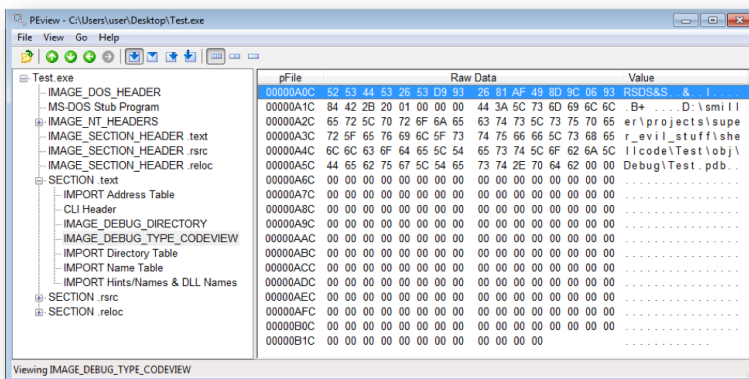 PEview - C:\Users\user\Desktop\Test.exe
File View Go Help
Test.exe
IMAGE_DOS_HEADER
MS-DOS Stub Program
IMAGE_NT_HEADERS
IMAGE_SECTION_HEADER .text
IMAGE_SECTION_HEADER .rsrc
IMAGE_SECTION_HEADER .reloc
SECTION .text
IMPORT Address Table
CLI Header
IMAGE_DEBUG_DIRECTORY
IMAGE_DEBUG_TYPE_CODEVIEW
IMPORT Directory Table
IMPORT Name Table
IMPORT Hints/Names & DLL Names
SECTION .rsrc
SECTION .reloc
pFile Raw Data Value
00000A0C 52 53 44 53 26 53 D9 93 26 81 AF 49 8D 9C 06 93 RSDS&S..&..I....
00000A1C 84 42 2B 20 01 00 00 00 44 3A 5C 73 6D 69 6C 6C .B+ ....D:\smill
00000A2C 65 72 5C 70 72 6F 6A 65 63 74 73 5C 73 75 70 65 er\projects\supe
00000A3C 72 5F 65 76 69 6C 5F 73 74 75 66 66 5C 73 68 65 r_evil_stuff\she
00000A4C 6C 6C 63 6F 64 65 5C 54 65 73 74 5C 6F 62 6A 5C llcode\Test\obj\
00000A5C 44 65 62 75 67 5C 54 65 73 74 2E 70 64 62 00 00 Debug\Test.pdb..
00000A6C 00 00 00 00 00 00 00 00 00 00 00 00 00 00 00 00 ................
00000A7C 00 00 00 00 00 00 00 00 00 00 00 00 00 00 00 00 ................
00000A8C 00 00 00 00 00 00 00 00 00 00 00 00 00 00 00 00 ................
00000A9C 00 00 00 00 00 00 00 00 00 00 00 00 00 00 00 00 ................
00000AAC 00 00 00 00 00 00 00 00 00 00 00 00 00 00 00 00 ................
00000ABC 00 00 00 00 00 00 00 00 00 00 00 00 00 00 00 00 ................
00000ACC 00 00 00 00 00 00 00 00 00 00 00 00 00 00 00 00 ................
00000ADC 00 00 00 00 00 00 00 00 00 00 00 00 00 00 00 00 ................
00000AEC 00 00 00 00 00 00 00 00 00 00 00 00 00 00 00 00 ................
00000AFC 00 00 00 00 00 00 00 00 00 00 00 00 00 00 00 00 ................
00000B0C 00 00 00 00 00 00 00 00 00 00 00 00 00 00 00 00 ................
00000B1C 00 00 00 00 00 00 00 00 00 00 00 00 ............
Viewing IMAGE_DEBUG_TYPE_CODEVIEW